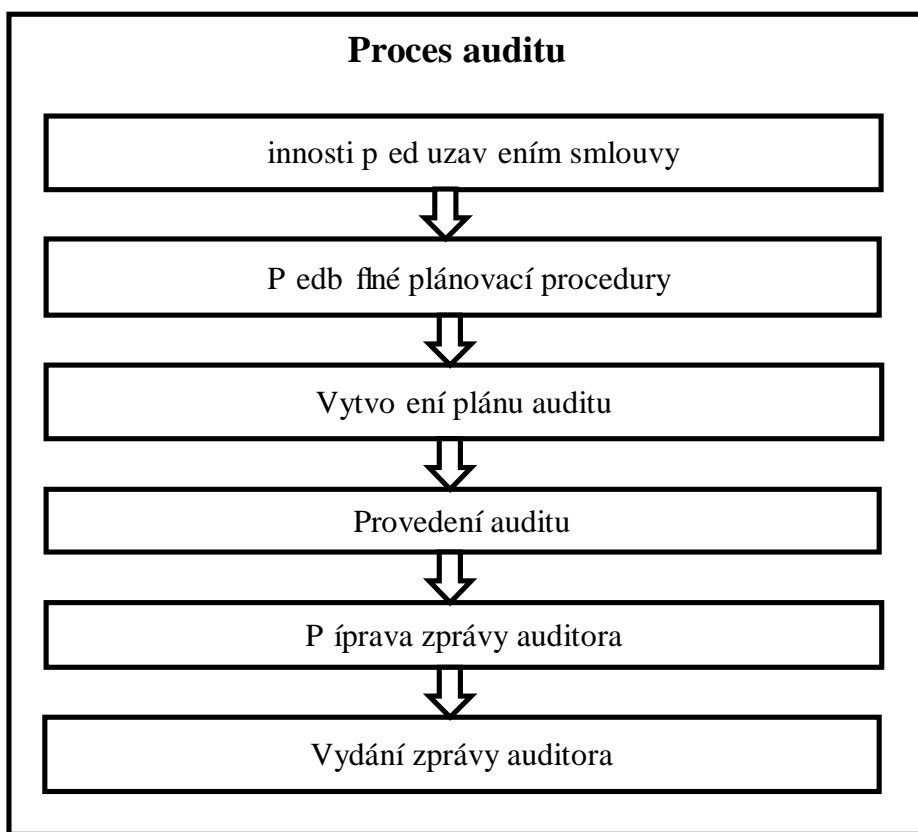 Proces auditu
innosti p ed uzav ením smlouvy
P edb flné plánovací procedury
Vytvo ení plánu auditu
Provedení auditu
P íprava zprávy auditora
Vydání zprávy auditora